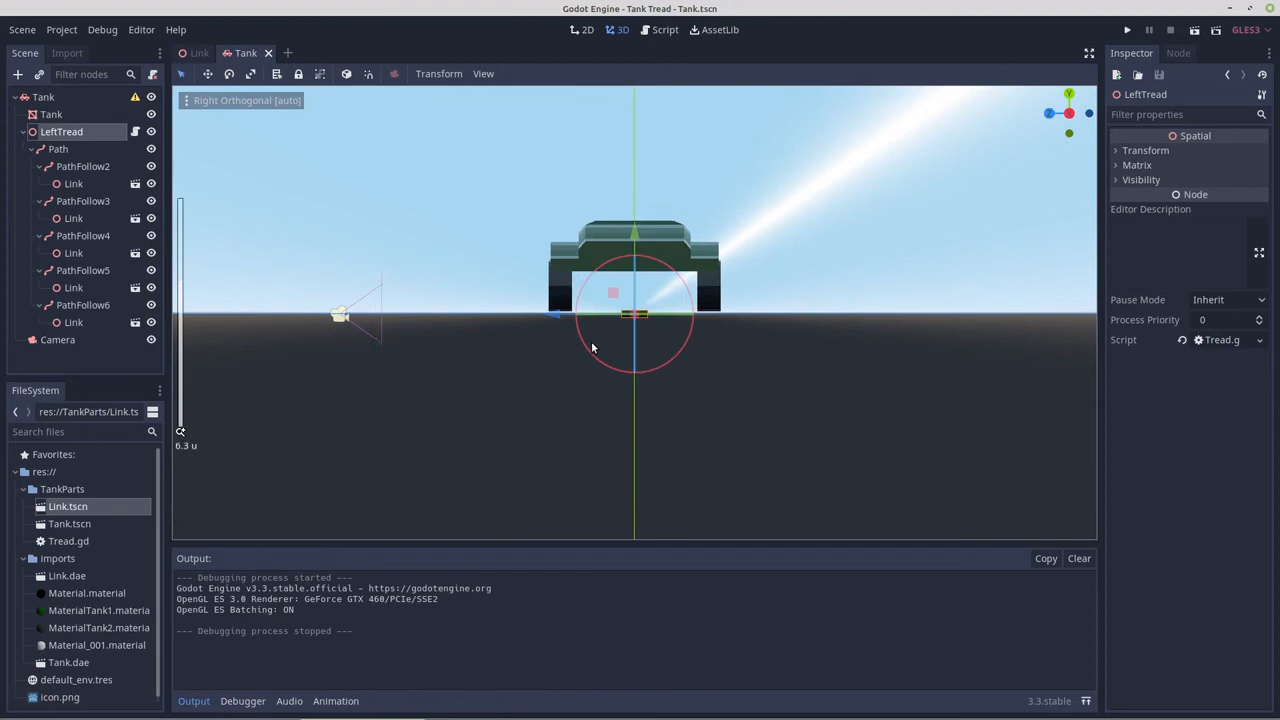 Godot Engine - Tank Tread - Tank.tscn
Scene Project Debug Editor Help
2D 3D Script AssetLib
GLES3
Scene Import
Link Tank
Inspector Node
Filter nodes
Transform View
LeftTread
Filter properties
Right Orthogonal [auto]
Y
Z
Tank
Tank
LeftTread
Path
PathFollow2
Link
PathFollow3
Link
PathFollow4
Link
PathFollow5
Link
PathFollow6
Link
Camera
Spatial
Transform
Matrix
Visibility
Node
Editor Description
Pause Mode Inherit
Process Priority 0
Script Tread.g
6.3 u
FileSystem
res://TankParts/Link.ts
Search files
Favorites:
res://
TankParts
Link.tscn
Tank.tscn
Tread.gd
Imports
Link.dae
Material.material
MaterialTank1.materia
MaterialTank2.materia
Material_001.material
Tank.dae
default_env.tres
icon.png
Output:
Copy Clear
--- Debugging process started ---
Godot Engine v3.3.stable.official - https://godotengine.org
OpenGL ES 3.0 Renderer: GeForce GTX 460/PCIe/SSE2
OpenGL ES Batching: ON
--- Debugging process stopped ---
Output Debugger Audio Animation
3.3.stable